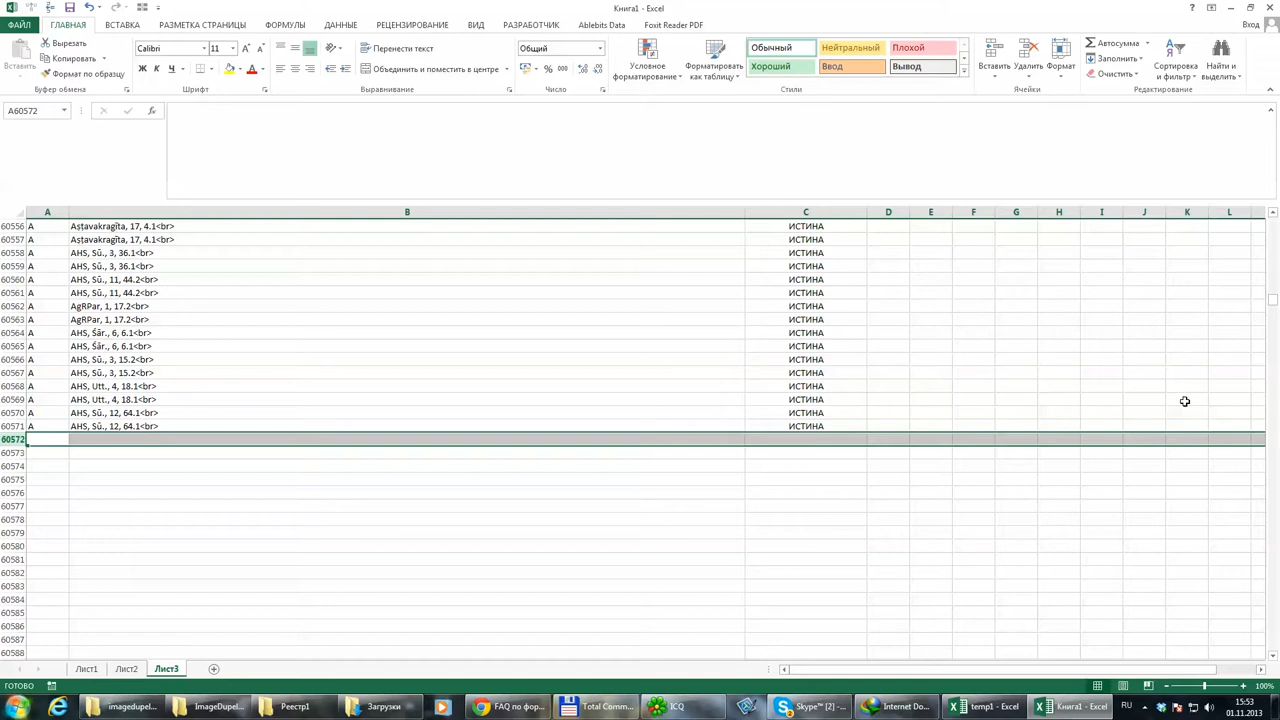 Книга1 - Excel
ФАЙЛ ГЛАВНАЯ ВСТАВКА РАЗМЕТКА СТРАНИЦЫ ФОРМУЛЫ ДАННЫЕ РЕЦЕНЗИРОВАНИЕ ВИД РАЗРАБОТЧИК Ablebits Data Foxit Reader PDF Вход
Вставить Вырезать Копировать Формат по образцу Буфер обмена
Calibri 11 Ж К Ч Шрифт
Перенести текст Объединить и поместить в центре Выравнивание
Общий % 000 Число
Условное форматирование Форматировать как таблицу Обычный Нейтральный Плохой Хороший Ввод Вывод Стили
Вставить Удалить Формат Ячейки
Автосумма Заполнить Очистить Сортировка и фильтр Найти и выделить Редактирование
A60572 fx
A B C D E F G H I J K L
60556 A Aṣṭavakragīta, 17, 4.1<br> ИСТИНА
60557 A Aṣṭavakragīta, 17, 4.1<br> ИСТИНА
60558 A AHS, Sū., 3, 36.1<br> ИСТИНА
60559 A AHS, Sū., 3, 36.1<br> ИСТИНА
60560 A AHS, Sū., 11, 44.2<br> ИСТИНА
60561 A AHS, Sū., 11, 44.2<br> ИСТИНА
60562 A AgRPar, 1, 17.2<br> ИСТИНА
60563 A AgRPar, 1, 17.2<br> ИСТИНА
60564 A AHS, Śār., 6, 6.1<br> ИСТИНА
60565 A AHS, Śār., 6, 6.1<br> ИСТИНА
60566 A AHS, Sū., 3, 15.2<br> ИСТИНА
60567 A AHS, Sū., 3, 15.2<br> ИСТИНА
60568 A AHS, Utt., 4, 18.1<br> ИСТИНА
60569 A AHS, Utt., 4, 18.1<br> ИСТИНА
60570 A AHS, Sū., 12, 64.1<br> ИСТИНА
60571 A AHS, Sū., 12, 64.1<br> ИСТИНА
60572
60573
60574
60575
60576
60577
60578
60579
60580
60581
60582
60583
60584
60585
60586
60587
60588
Лист1 Лист2 Лист3
ГОТОВО 100%
imagedupel... ImageDupel... Реестр1 Загрузки FAQ по фор... Total Comm... ICQ Skype™ [2] -... Internet Do... temp1 - Excel Книга1 - Excel RU 15:53
01.11.2013